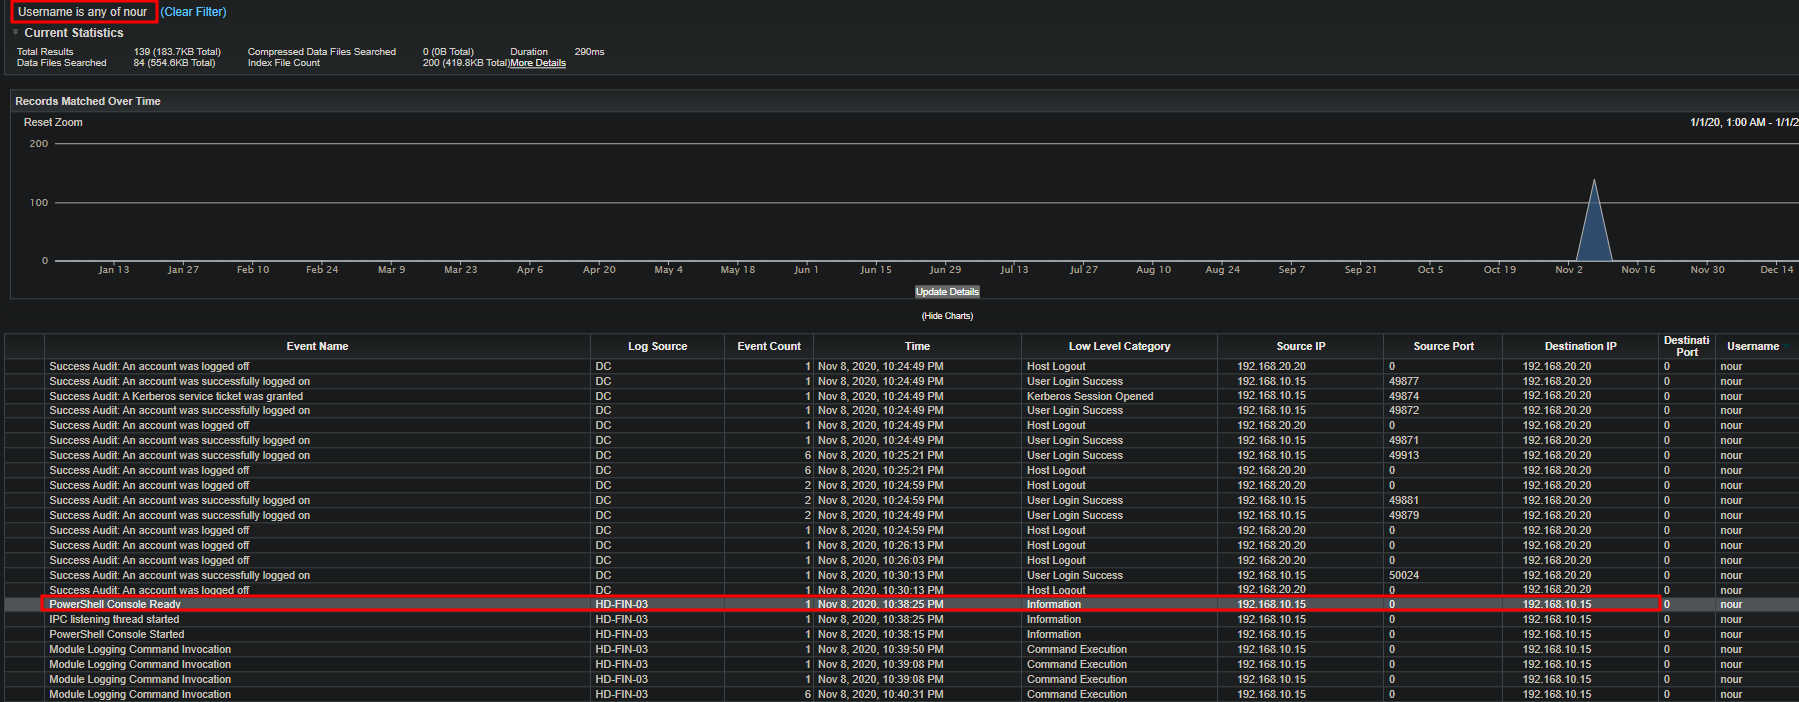 Username is any of nour (Clear Filter)
Current Statistics
Total Results 139 (183.7KB Total) Compressed Data Files Searched 0 (0B Total) Duration 290ms
Data Files Searched 84 (554.6KB Total) Index File Count 200 (419.8KB Total) More Details
Records Matched Over Time
Reset Zoom 1/1/20, 1:00 AM - 1/1/2
200
100
0
Jan 13 Jan 27 Feb 10 Feb 24 Mar 9 Mar 23 Apr 6 Apr 20 May 4 May 18 Jun 1 Jun 15 Jun 29 Jul 13 Jul 27 Aug 10 Aug 24 Sep 7 Sep 21 Oct 5 Oct 19 Nov 2 Nov 16 Nov 30 Dec 14
Update Details
(Hide Charts)
Event Name Log Source Event Count Time Low Level Category Source IP Source Port Destination IP Destinati Port Username
Success Audit: An account was logged off DC 1 Nov 8, 2020, 10:24:49 PM Host Logout 192.168.20.20 0 192.168.20.20 0 nour
Success Audit: An account was successfully logged on DC 1 Nov 8, 2020, 10:24:49 PM User Login Success 192.168.10.15 49877 192.168.20.20 0 nour
Success Audit: A Kerberos service ticket was granted DC 1 Nov 8, 2020, 10:24:49 PM Kerberos Session Opened 192.168.10.15 49874 192.168.20.20 0 nour
Success Audit: An account was successfully logged on DC 1 Nov 8, 2020, 10:24:49 PM User Login Success 192.168.10.15 49872 192.168.20.20 0 nour
Success Audit: An account was logged off DC 1 Nov 8, 2020, 10:24:49 PM Host Logout 192.168.20.20 0 192.168.20.20 0 nour
Success Audit: An account was successfully logged on DC 1 Nov 8, 2020, 10:24:49 PM User Login Success 192.168.10.15 49871 192.168.20.20 0 nour
Success Audit: An account was successfully logged on DC 6 Nov 8, 2020, 10:25:21 PM User Login Success 192.168.10.15 49913 192.168.20.20 0 nour
Success Audit: An account was logged off DC 6 Nov 8, 2020, 10:25:21 PM Host Logout 192.168.20.20 0 192.168.20.20 0 nour
Success Audit: An account was logged off DC 2 Nov 8, 2020, 10:24:59 PM Host Logout 192.168.20.20 0 192.168.20.20 0 nour
Success Audit: An account was successfully logged on DC 2 Nov 8, 2020, 10:24:59 PM User Login Success 192.168.10.15 49881 192.168.20.20 0 nour
Success Audit: An account was successfully logged on DC 2 Nov 8, 2020, 10:24:59 PM User Login Success 192.168.10.15 49879 192.168.20.20 0 nour
Success Audit: An account was logged off DC 1 Nov 8, 2020, 10:24:59 PM Host Logout 192.168.20.20 0 192.168.20.20 0 nour
Success Audit: An account was logged off DC 1 Nov 8, 2020, 10:26:13 PM Host Logout 192.168.20.20 0 192.168.20.20 0 nour
Success Audit: An account was logged off DC 1 Nov 8, 2020, 10:26:03 PM Host Logout 192.168.20.20 0 192.168.20.20 0 nour
Success Audit: An account was successfully logged on DC 1 Nov 8, 2020, 10:30:13 PM User Login Success 192.168.10.15 50024 192.168.20.20 0 nour
Success Audit: An account was logged off DC 1 Nov 8, 2020, 10:30:13 PM Host Logout 192.168.20.20 0 192.168.20.20 0 nour
PowerShell Console Ready HD-FIN-03 1 Nov 8, 2020, 10:38:25 PM Information 192.168.10.15 0 192.168.10.15 0 nour
IPC listening thread started HD-FIN-03 1 Nov 8, 2020, 10:38:25 PM Information 192.168.10.15 0 192.168.10.15 0 nour
PowerShell Console Started HD-FIN-03 1 Nov 8, 2020, 10:38:15 PM Information 192.168.10.15 0 192.168.10.15 0 nour
Module Logging Command Invocation HD-FIN-03 1 Nov 8, 2020, 10:39:50 PM Command Execution 192.168.10.15 0 192.168.10.15 0 nour
Module Logging Command Invocation HD-FIN-03 1 Nov 8, 2020, 10:39:08 PM Command Execution 192.168.10.15 0 192.168.10.15 0 nour
Module Logging Command Invocation HD-FIN-03 1 Nov 8, 2020, 10:39:08 PM Command Execution 192.168.10.15 0 192.168.10.15 0 nour
Module Logging Command Invocation HD-FIN-03 6 Nov 8, 2020, 10:40:31 PM Command Execution 192.168.10.15 0 192.168.10.15 0 nour